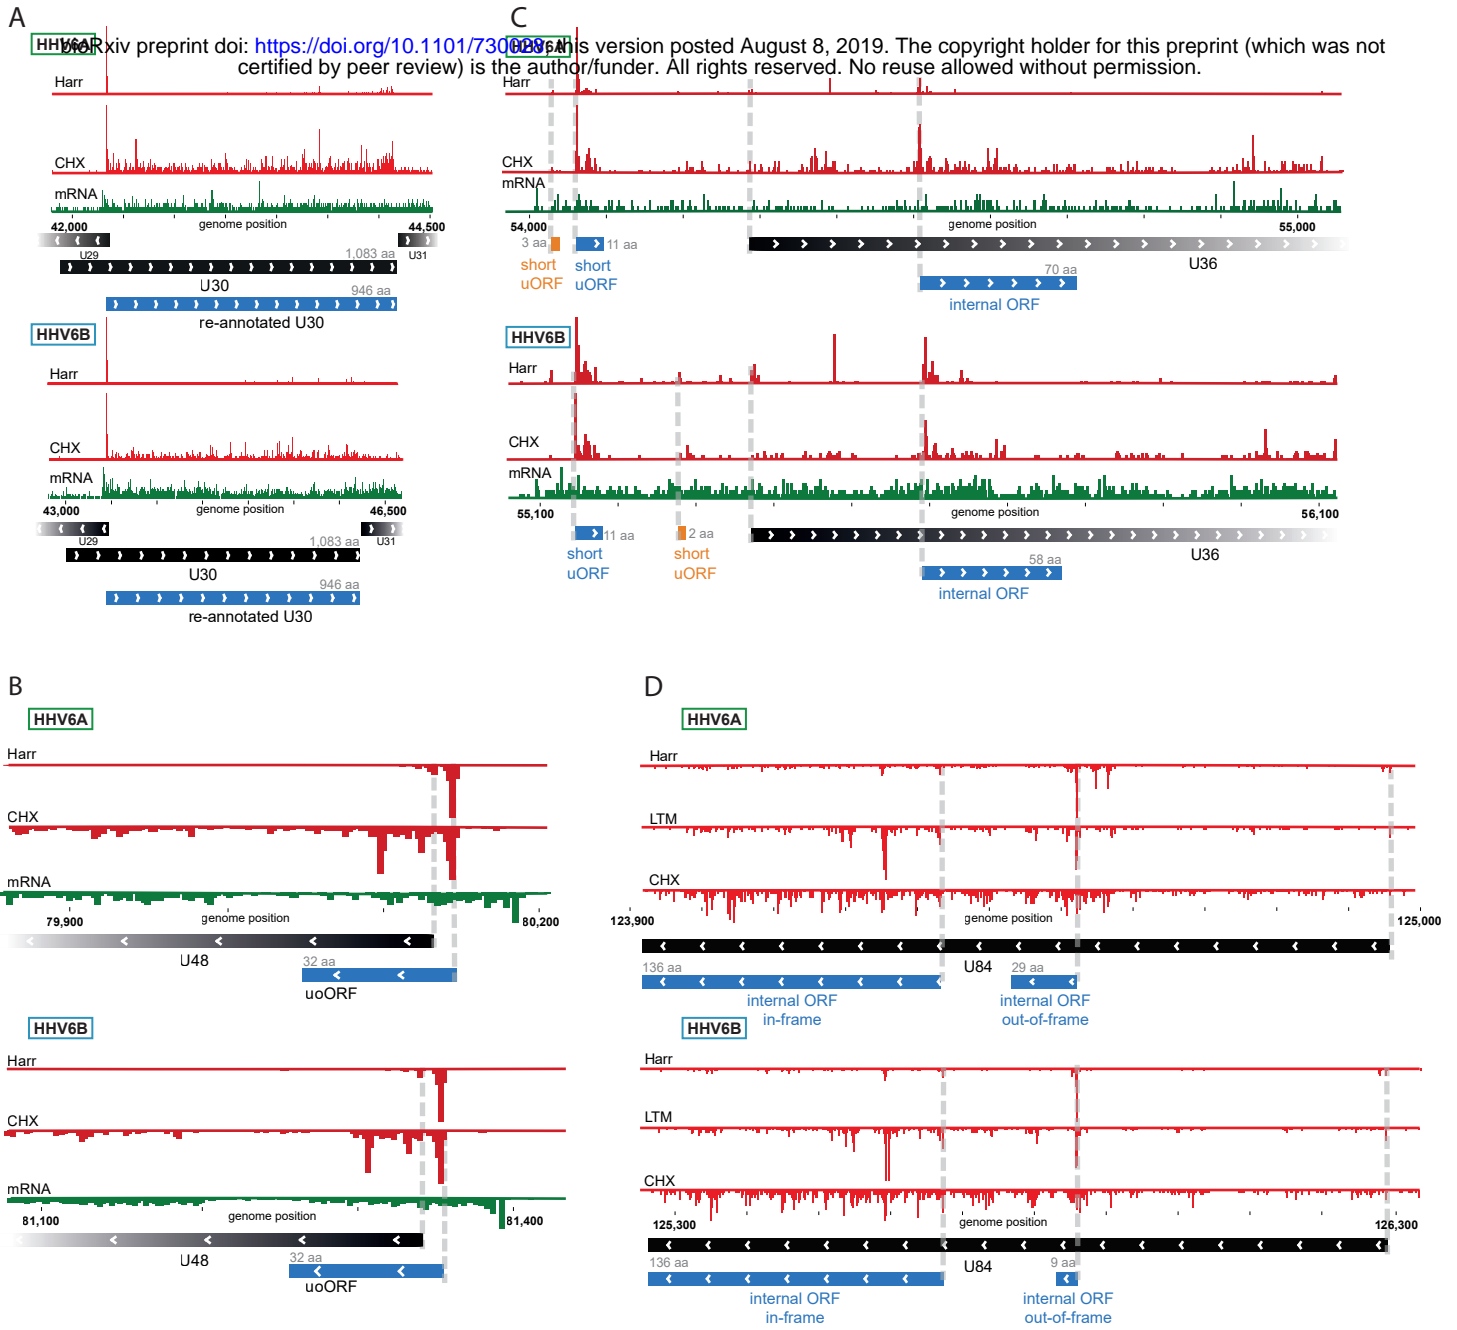 A
C
HHV6A
HHV6A
bioRxiv preprint doi: https://doi.org/10.1101/730028; this version posted August 8, 2019. The copyright holder for this preprint (which was not
certified by peer review) is the author/funder. All rights reserved. No reuse allowed without permission.
Harr
CHX
mRNA
42,000
genome position
44,500
U29
1,083 aa
U31
U30
946 aa
re-annotated U30
HHV6B
Harr
CHX
mRNA
43,000
genome position
46,500
U29
1,083 aa
U31
U30
946 aa
re-annotated U30
Harr
CHX
mRNA
54,000
genome position
55,000
3 aa
11 aa
short
uORF
short
uORF
U36
70 aa
internal ORF
HHV6B
Harr
CHX
mRNA
55,100
genome position
56,100
11 aa
2 aa
short
uORF
short
uORF
U36
58 aa
internal ORF
B
HHV6A
Harr
CHX
mRNA
79,900
genome position
80,200
U48
32 aa
uoORF
HHV6B
Harr
CHX
mRNA
81,100
genome position
81,400
U48
32 aa
uoORF
D
HHV6A
Harr
LTM
CHX
123,900
genome position
125,000
136 aa
U84
29 aa
internal ORF
in-frame
internal ORF
out-of-frame
HHV6B
Harr
LTM
CHX
125,300
genome position
126,300
136 aa
U84
9 aa
internal ORF
in-frame
internal ORF
out-of-frame